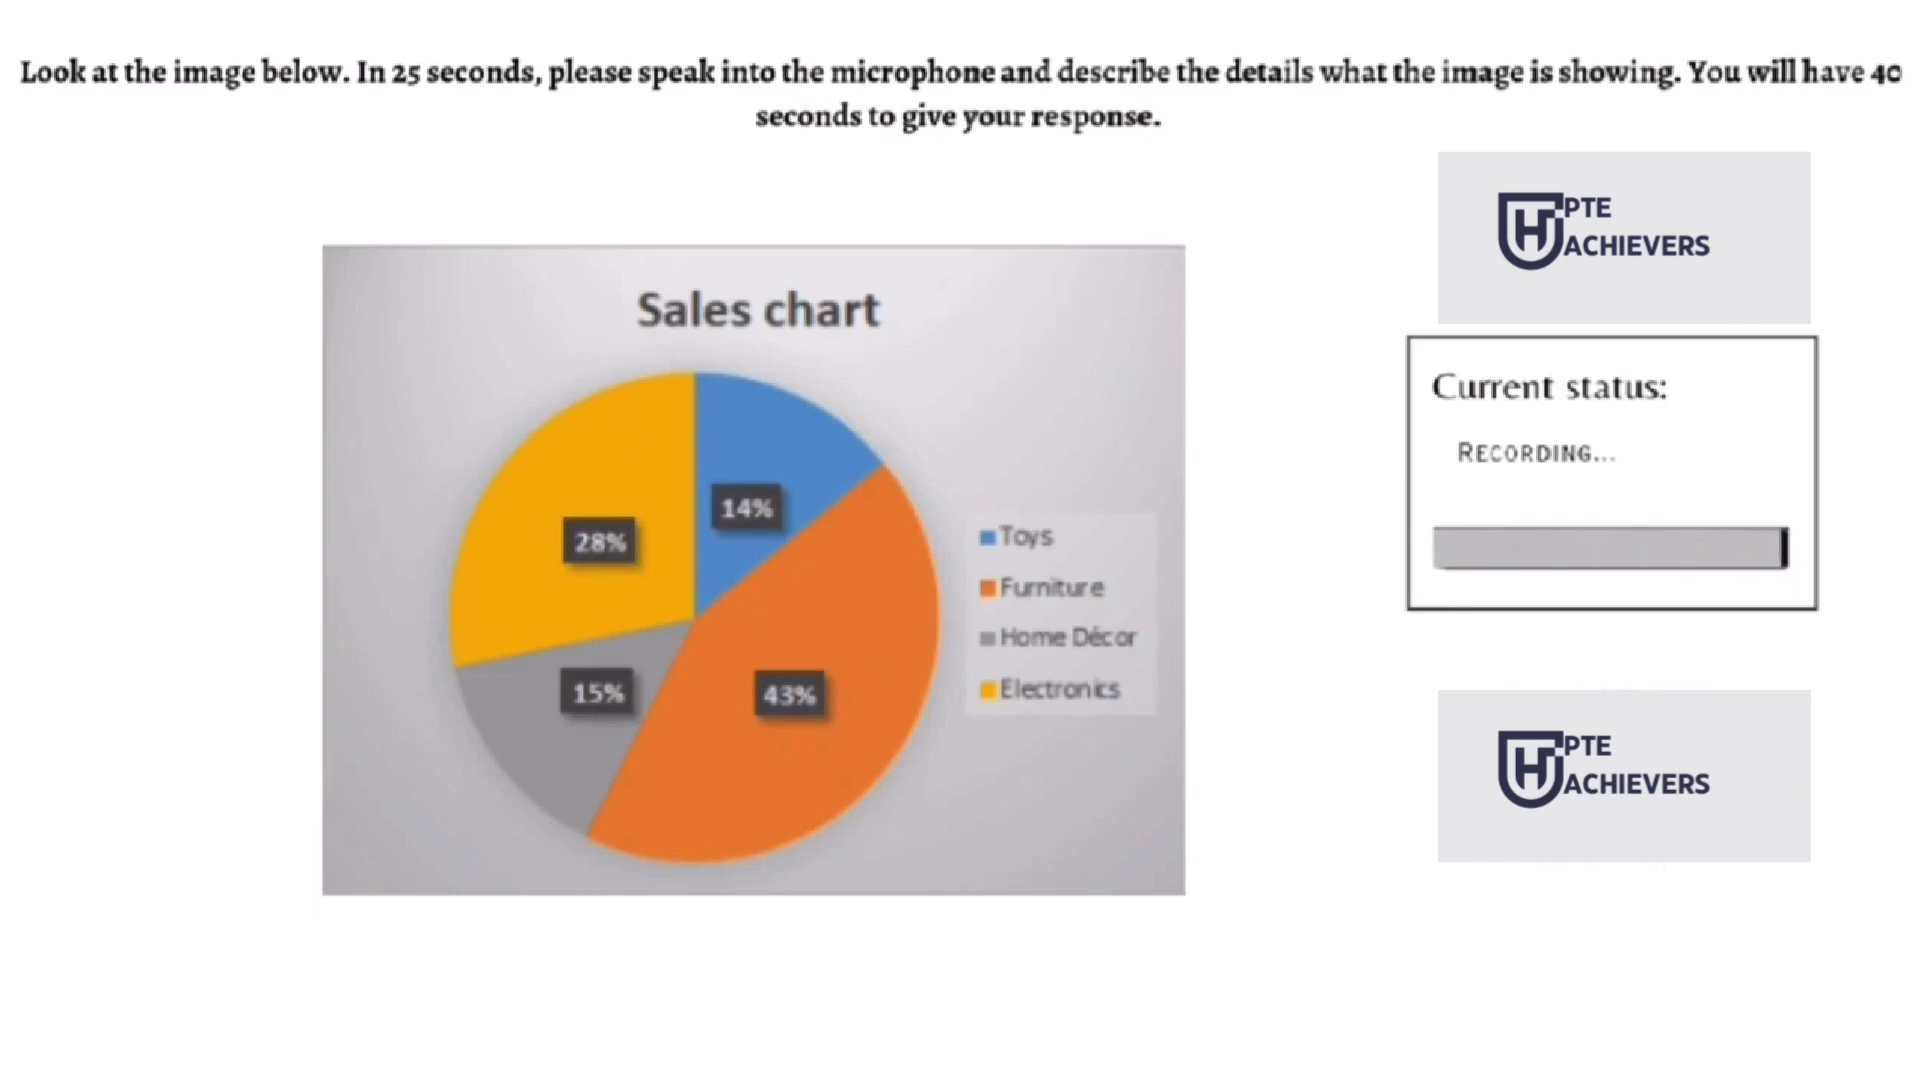 Look at the image below. In 25 seconds, please speak into the microphone and describe the details what the image is showing. You will have 40
seconds to give your response.
PTE
ACHIEVERS
Sales chart
Current status:
RECORDING...
14%
28%
15%
43%
Toys
Furniture
Home Décor
Electronics
PTE
ACHIEVERS